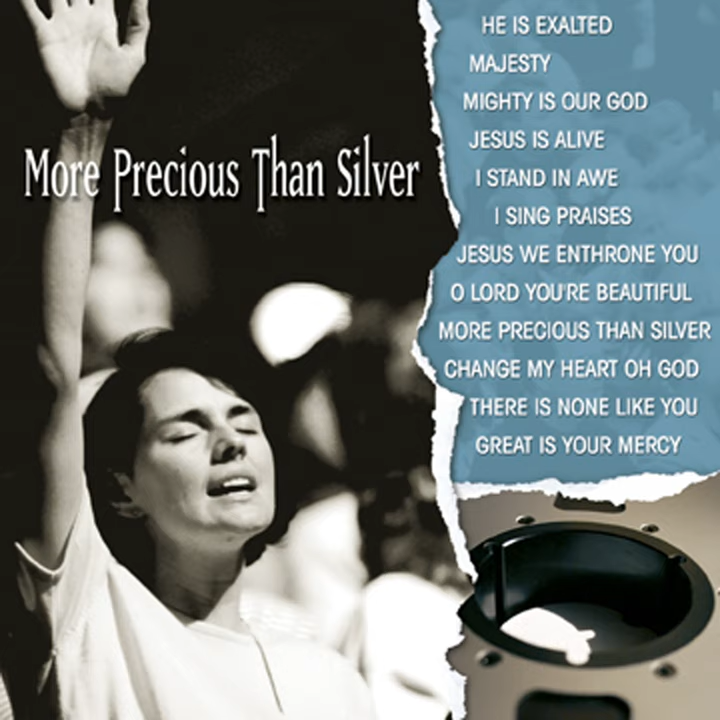 More Precious Than Silver
HE IS EXALTED
MAJESTY
MIGHTY IS OUR GOD
JESUS IS ALIVE
I STAND IN AWE
I SING PRAISES
JESUS WE ENTHRONE YOU
O LORD YOU'RE BEAUTIFUL
MORE PRECIOUS THAN SILVER
CHANGE MY HEART OH GOD
THERE IS NONE LIKE YOU
GREAT IS YOUR MERCY